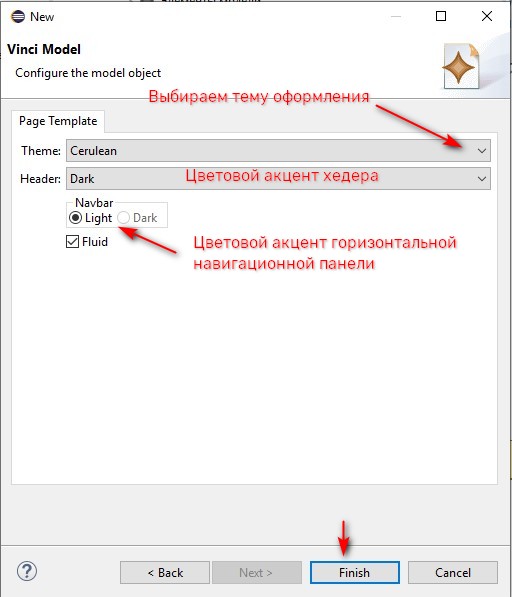 New
Vinci Model
Configure the model object
Выбираем тему оформления
Page Template
Theme: Cerulean
Header: Dark
Цветовой акцент хедера
Navbar
Light Dark
Fluid
Цветовой акцент горизонтальной
навигационной панели
?
< Back Next > Finish Cancel